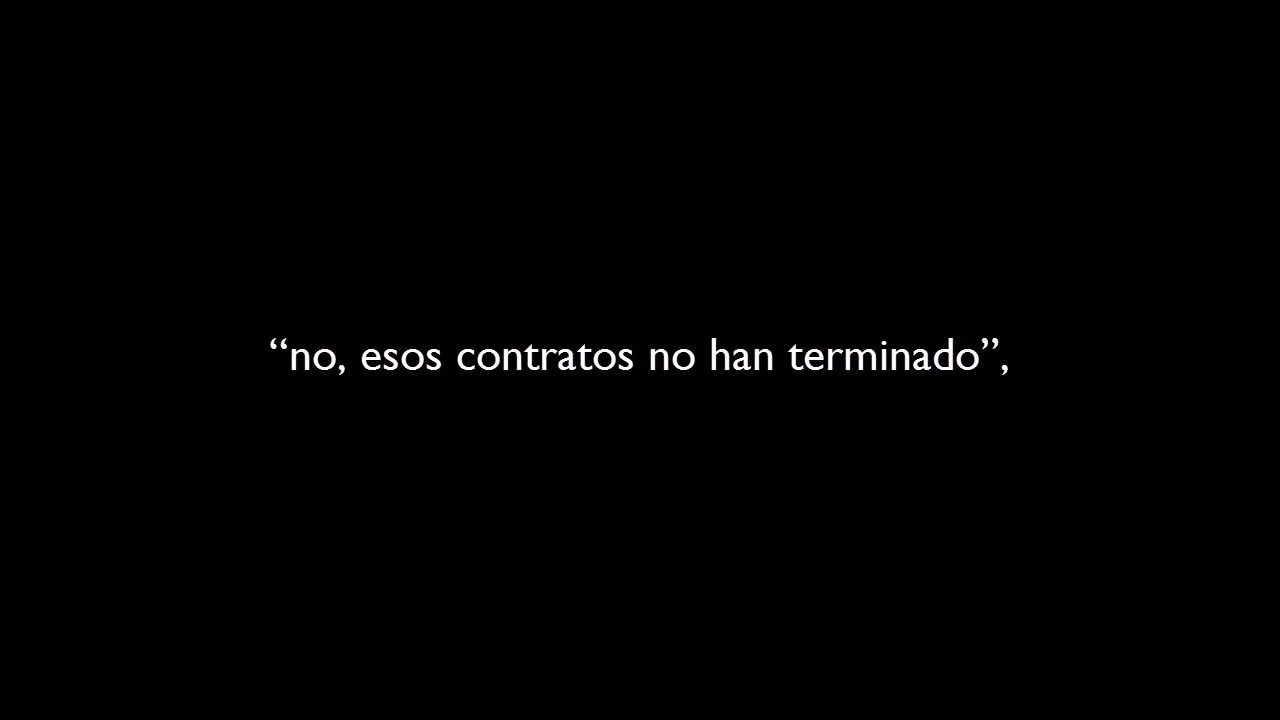 “no, esos contratos no han terminado”,